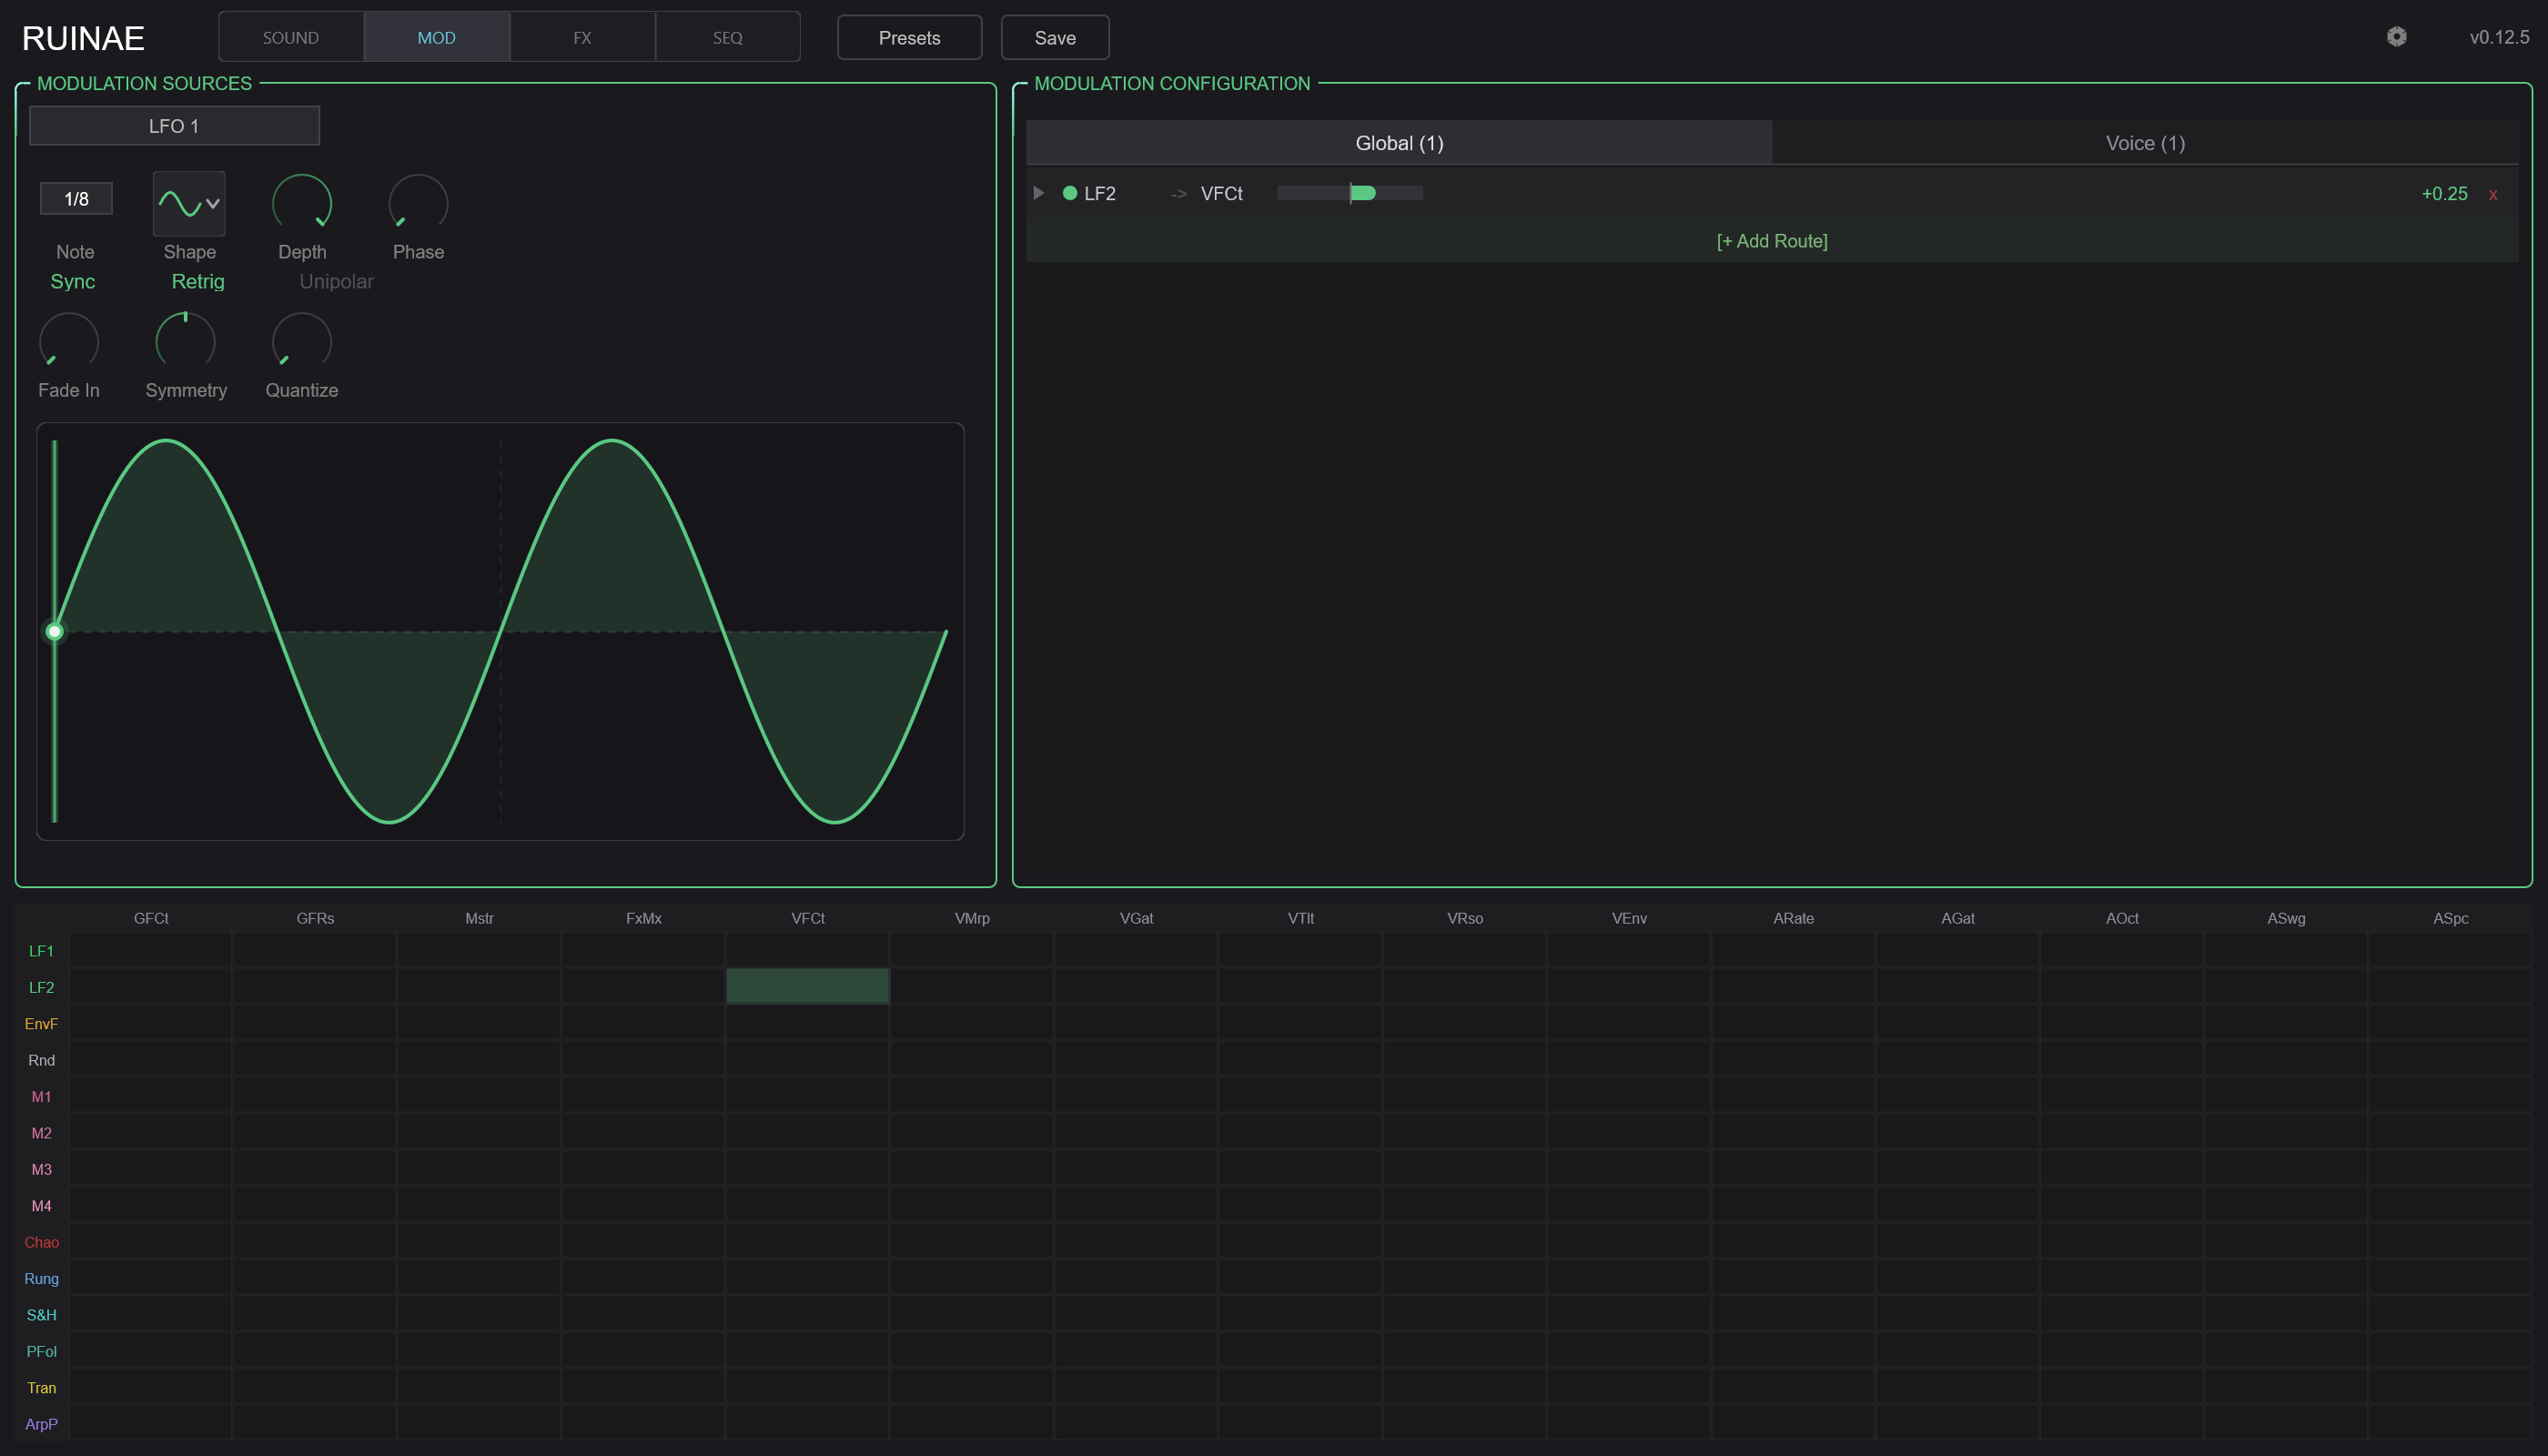 RUINAE
SOUND MOD FX SEQ Presets Save v0.12.5
MODULATION SOURCES
LFO 1
1/8
Note Shape Depth Phase
Sync Retrig Unipolar
Fade In Symmetry Quantize
MODULATION CONFIGURATION
Global (1) Voice (1)
LF2 -> VFCt +0.25 x
[+ Add Route]
GFCt GFRs Mstr FxMx VFCt VMrp VGat VTlt VRso VEnv ARate AGat AOct ASwg ASpc
LF1
LF2
EnvF
Rnd
M1
M2
M3
M4
Chao
Rung
S&H
PFol
Tran
ArpP